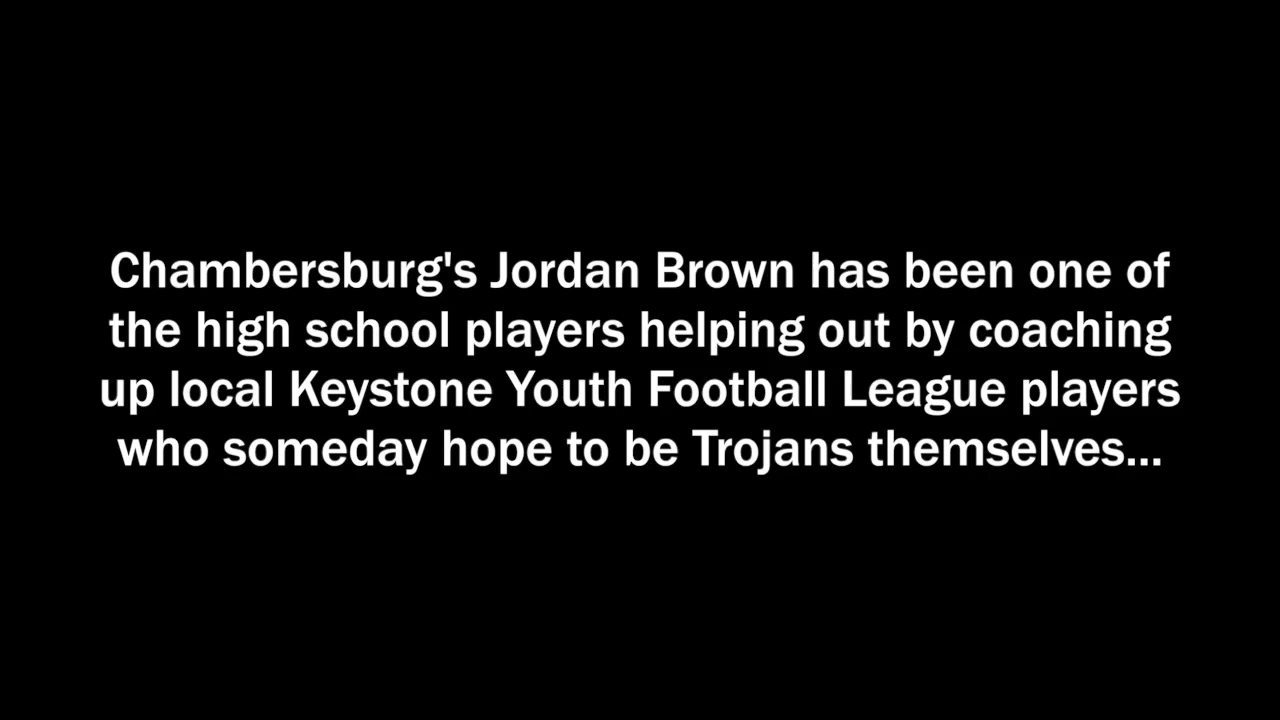 Chambersburg's Jordan Brown has been one of
the high school players helping out by coaching
up local Keystone Youth Football League players
who someday hope to be Trojans themselves...